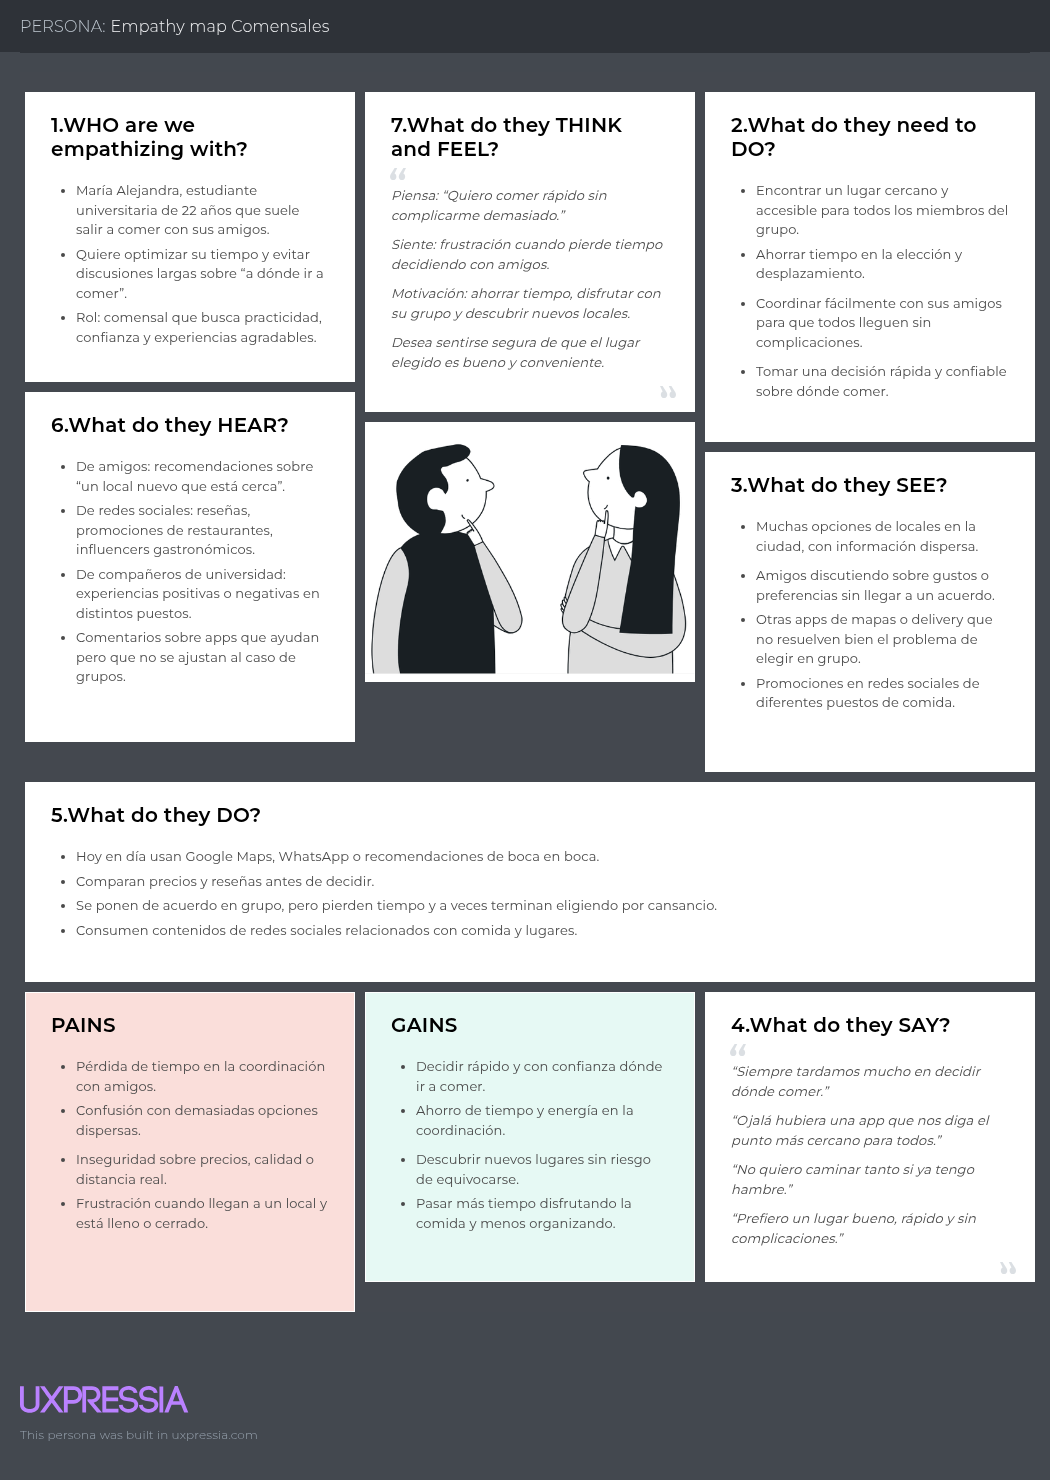 PERSONA: Empathy map Comensales
1.WHO are we
empathizing with?
• María Alejandra, estudiante
universitaria de 22 años que suele
salir a comer con sus amigos.
• Quiere optimizar su tiempo y evitar
discusiones largas sobre “a dónde ir a
comer”.
• Rol: comensal que busca practicidad,
confianza y experiencias agradables.
7.What do they THINK
and FEEL?
“
Piensa: “Quiero comer rápido sin
complicarme demasiado.”
Siente: frustración cuando pierde tiempo
decidiendo con amigos.
Motivación: ahorrar tiempo, disfrutar con
su grupo y descubrir nuevos locales.
Desea sentirse segura de que el lugar
elegido es bueno y conveniente.
”
2.What do they need to
DO?
• Encontrar un lugar cercano y
accesible para todos los miembros del
grupo.
• Ahorrar tiempo en la elección y
desplazamiento.
• Coordinar fácilmente con sus amigos
para que todos lleguen sin
complicaciones.
• Tomar una decisión rápida y confiable
sobre dónde comer.
6.What do they HEAR?
• De amigos: recomendaciones sobre
“un local nuevo que está cerca”.
• De redes sociales: reseñas,
promociones de restaurantes,
influencers gastronómicos.
• De compañeros de universidad:
experiencias positivas o negativas en
distintos puestos.
• Comentarios sobre apps que ayudan
pero que no se ajustan al caso de
grupos.
3.What do they SEE?
• Muchas opciones de locales en la
ciudad, con información dispersa.
• Amigos discutiendo sobre gustos o
preferencias sin llegar a un acuerdo.
• Otras apps de mapas o delivery que
no resuelven bien el problema de
elegir en grupo.
• Promociones en redes sociales de
diferentes puestos de comida.
5.What do they DO?
• Hoy en día usan Google Maps, WhatsApp o recomendaciones de boca en boca.
• Comparan precios y reseñas antes de decidir.
• Se ponen de acuerdo en grupo, pero pierden tiempo y a veces terminan eligiendo por cansancio.
• Consumen contenidos de redes sociales relacionados con comida y lugares.
PAINS
• Pérdida de tiempo en la coordinación
con amigos.
• Confusión con demasiadas opciones
dispersas.
• Inseguridad sobre precios, calidad o
distancia real.
• Frustración cuando llegan a un local y
está lleno o cerrado.
GAINS
• Decidir rápido y con confianza dónde
ir a comer.
• Ahorro de tiempo y energía en la
coordinación.
• Descubrir nuevos lugares sin riesgo
de equivocarse.
• Pasar más tiempo disfrutando la
comida y menos organizando.
4.What do they SAY?
“
“Siempre tardamos mucho en decidir
dónde comer.”
“Ojalá hubiera una app que nos diga el
punto más cercano para todos.”
“No quiero caminar tanto si ya tengo
hambre.”
“Prefiero un lugar bueno, rápido y sin
complicaciones.”
”
UXPRESSIA
This persona was built in uxpressia.com